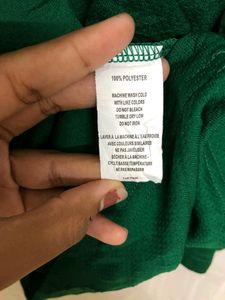 100% POLYESTER
MACHINE WASH COLD
WITH LIKE COLORS
DO NOT BLEACH
TUMBLE DRY LOW
DO NOT IRON
LAVER À LA MACHINE À L'EAU FROIDE
AVEC COULEURS SIMILAIRES
NE PAS JAVELISER
SÉCHER À LA MACHINE -
CYCLE BASSE TEMPÉRATURE
NE PAS REPASSER